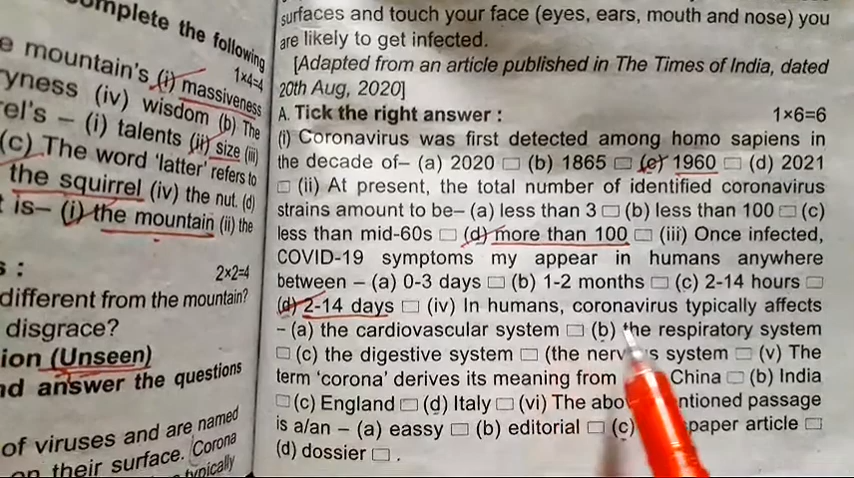 omplete the following
e mountain's (i) massiveness
1×4=4
yness (iv) wisdom (b) The
rel's – (i) talents (ii) size (iii)
(c) The word 'latter' refers to
the squirrel (iv) the nut. (d)
is– (i) the mountain (ii) the
s :
2×2=4
different from the mountain?
disgrace?
ion (Unseen)
nd answer the questions
of viruses and are named
on their surface. Corona
typically
surfaces and touch your face (eyes, ears, mouth and nose) you
are likely to get infected.
[Adapted from an article published in The Times of India, dated
20th Aug, 2020]
A. Tick the right answer : 1×6=6
(i) Coronavirus was first detected among homo sapiens in
the decade of– (a) 2020 □ (b) 1865 □ (c) 1960 □ (d) 2021
□ (ii) At present, the total number of identified coronavirus
strains amount to be– (a) less than 3 □ (b) less than 100 □ (c)
less than mid-60s □ (d) more than 100 □ (iii) Once infected,
COVID-19 symptoms my appear in humans anywhere
between – (a) 0-3 days □ (b) 1-2 months □ (c) 2-14 hours □
(d) 2-14 days □ (iv) In humans, coronavirus typically affects
– (a) the cardiovascular system □ (b) the respiratory system
□ (c) the digestive system □ (the system □ (v) The
term 'corona' derives its meaning from China □ (b) India
□ (c) England □ (d) Italy □ (vi) The passage
is a/an – (a) eassy □ (b) editorial □ (c) paper article □
(d) dossier □ .